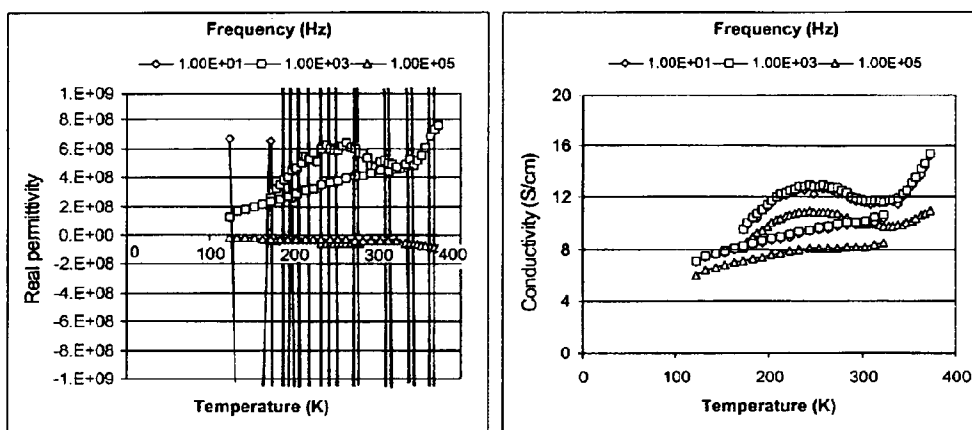 Frequency (Hz)
1.00E+01 1.00E+03 1.00E+05
1.E+09
8.E+08
6.E+08
4.E+08
2.E+08
0.E+00
-2.E+08
-4.E+08
-6.E+08
-8.E+08
-1.E+09
0 100 200 300 400
Real permittivity
Temperature (K)
Frequency (Hz)
1.00E+01 1.00E+03 1.00E+05
20
16
12
8
4
0
0 100 200 300 400
Conductivity (S/cm)
Temperature (K)